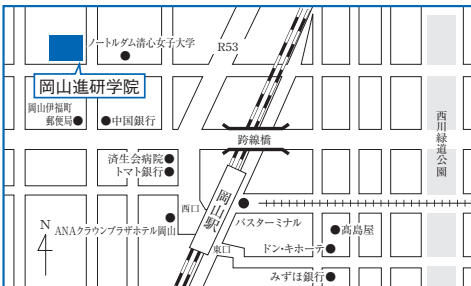 ノートルダム清心女子大学
R53
岡山進研学院
岡山伊福町
郵便局
中国銀行
跨線橋
西川緑道公園
済生会病院
トマト銀行
岡山駅
西口
バスターミナル
N
ANAクラウンプラザホテル岡山
髙島屋
東口
ドン・キホーテ
みずほ銀行